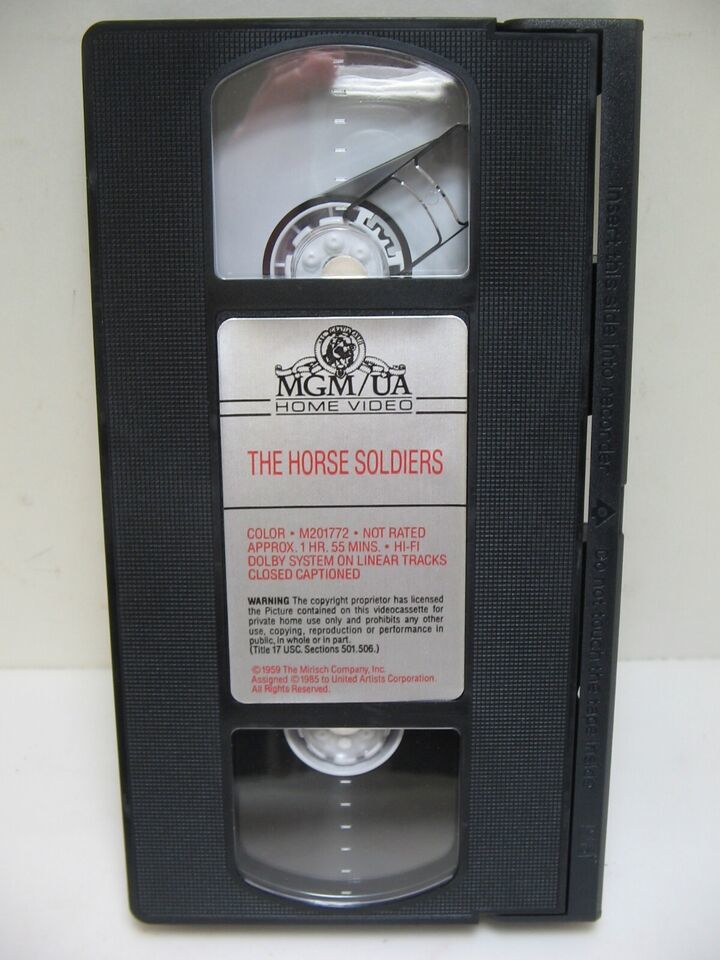 MGM/UA
HOME VIDEO
THE HORSE SOLDIERS
COLOR • M201772 • NOT RATED
APPROX. 1 HR. 55 MINS. • HI-FI
DOLBY SYSTEM ON LINEAR TRACKS
CLOSED CAPTIONED
WARNING The copyright proprietor has licensed
the Picture contained on this videocassette for
private home use only and prohibits any other
use, copying, reproduction or performance in
public, in whole or in part.
(Title 17 USC. Sections 501.506.)
©1959 The Mirisch Company, Inc.
Assigned ©1985 to United Artists Corporation.
All Rights Reserved.
Insert this side into recorder
Do not touch the tape inside